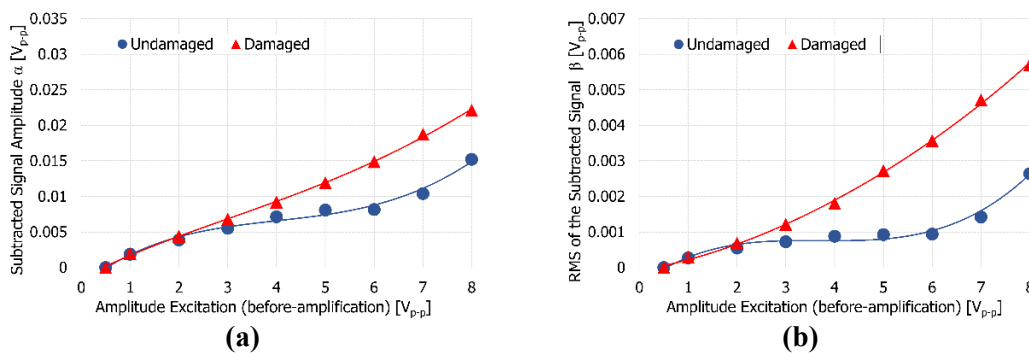 Subtracted Signal Amplitude α [Vp-p]
0.035
0.03
0.025
0.02
0.015
0.01
0.005
0
Undamaged Damaged
0 1 2 3 4 5 6 7 8
Amplitude Excitation (before-amplification) [Vp-p]
(a)
RMS of the Subtracted Signal β [Vp-p]
0.007
0.006
0.005
0.004
0.003
0.002
0.001
0
Undamaged Damaged
0 1 2 3 4 5 6 7 8
Amplitude Excitation (before-amplification) [Vp-p]
(b)